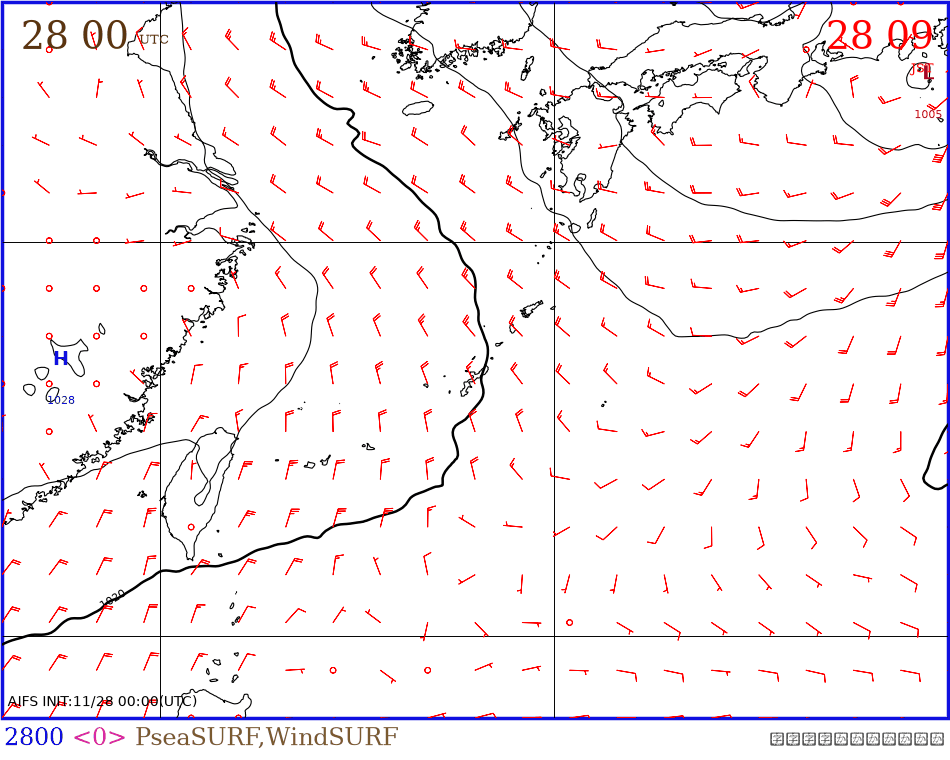 28 00 UTC
28 09
JST
L
1005
H
1028
1020
AIFS INIT:11/28 00:00(UTC)
2800 <0> PseaSURF,WindSURF